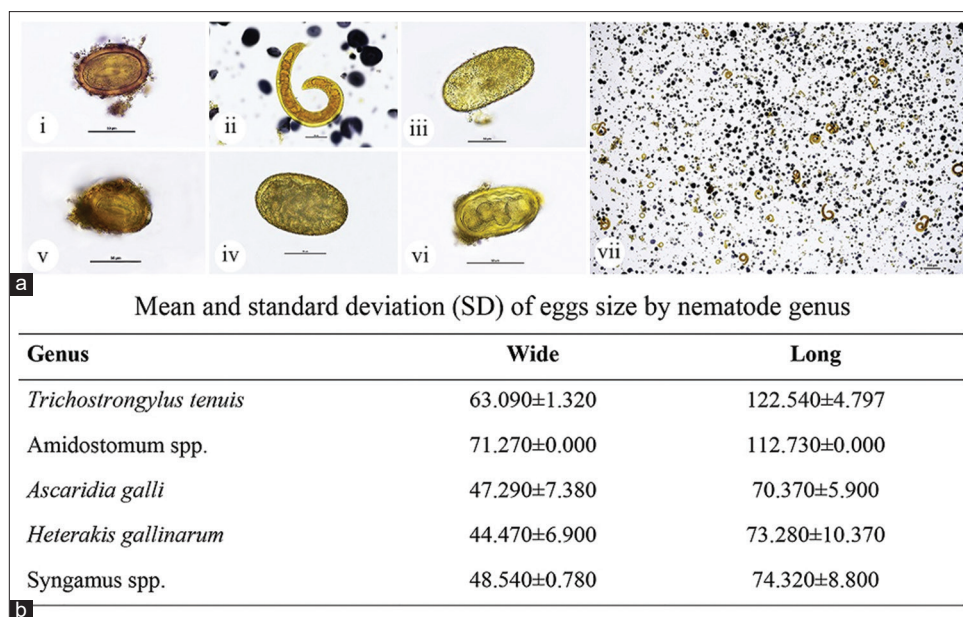 i
ii
iii
v
iv
vi
vii
a
Mean and standard deviation (SD) of eggs size by nematode genus
Genus Wide Long
Trichostrongylus tenuis 63.090±1.320 122.540±4.797
Amidostomum spp. 71.270±0.000 112.730±0.000
Ascaridia galli 47.290±7.380 70.370±5.900
Heterakis gallinarum 44.470±6.900 73.280±10.370
Syngamus spp. 48.540±0.780 74.320±8.800
b